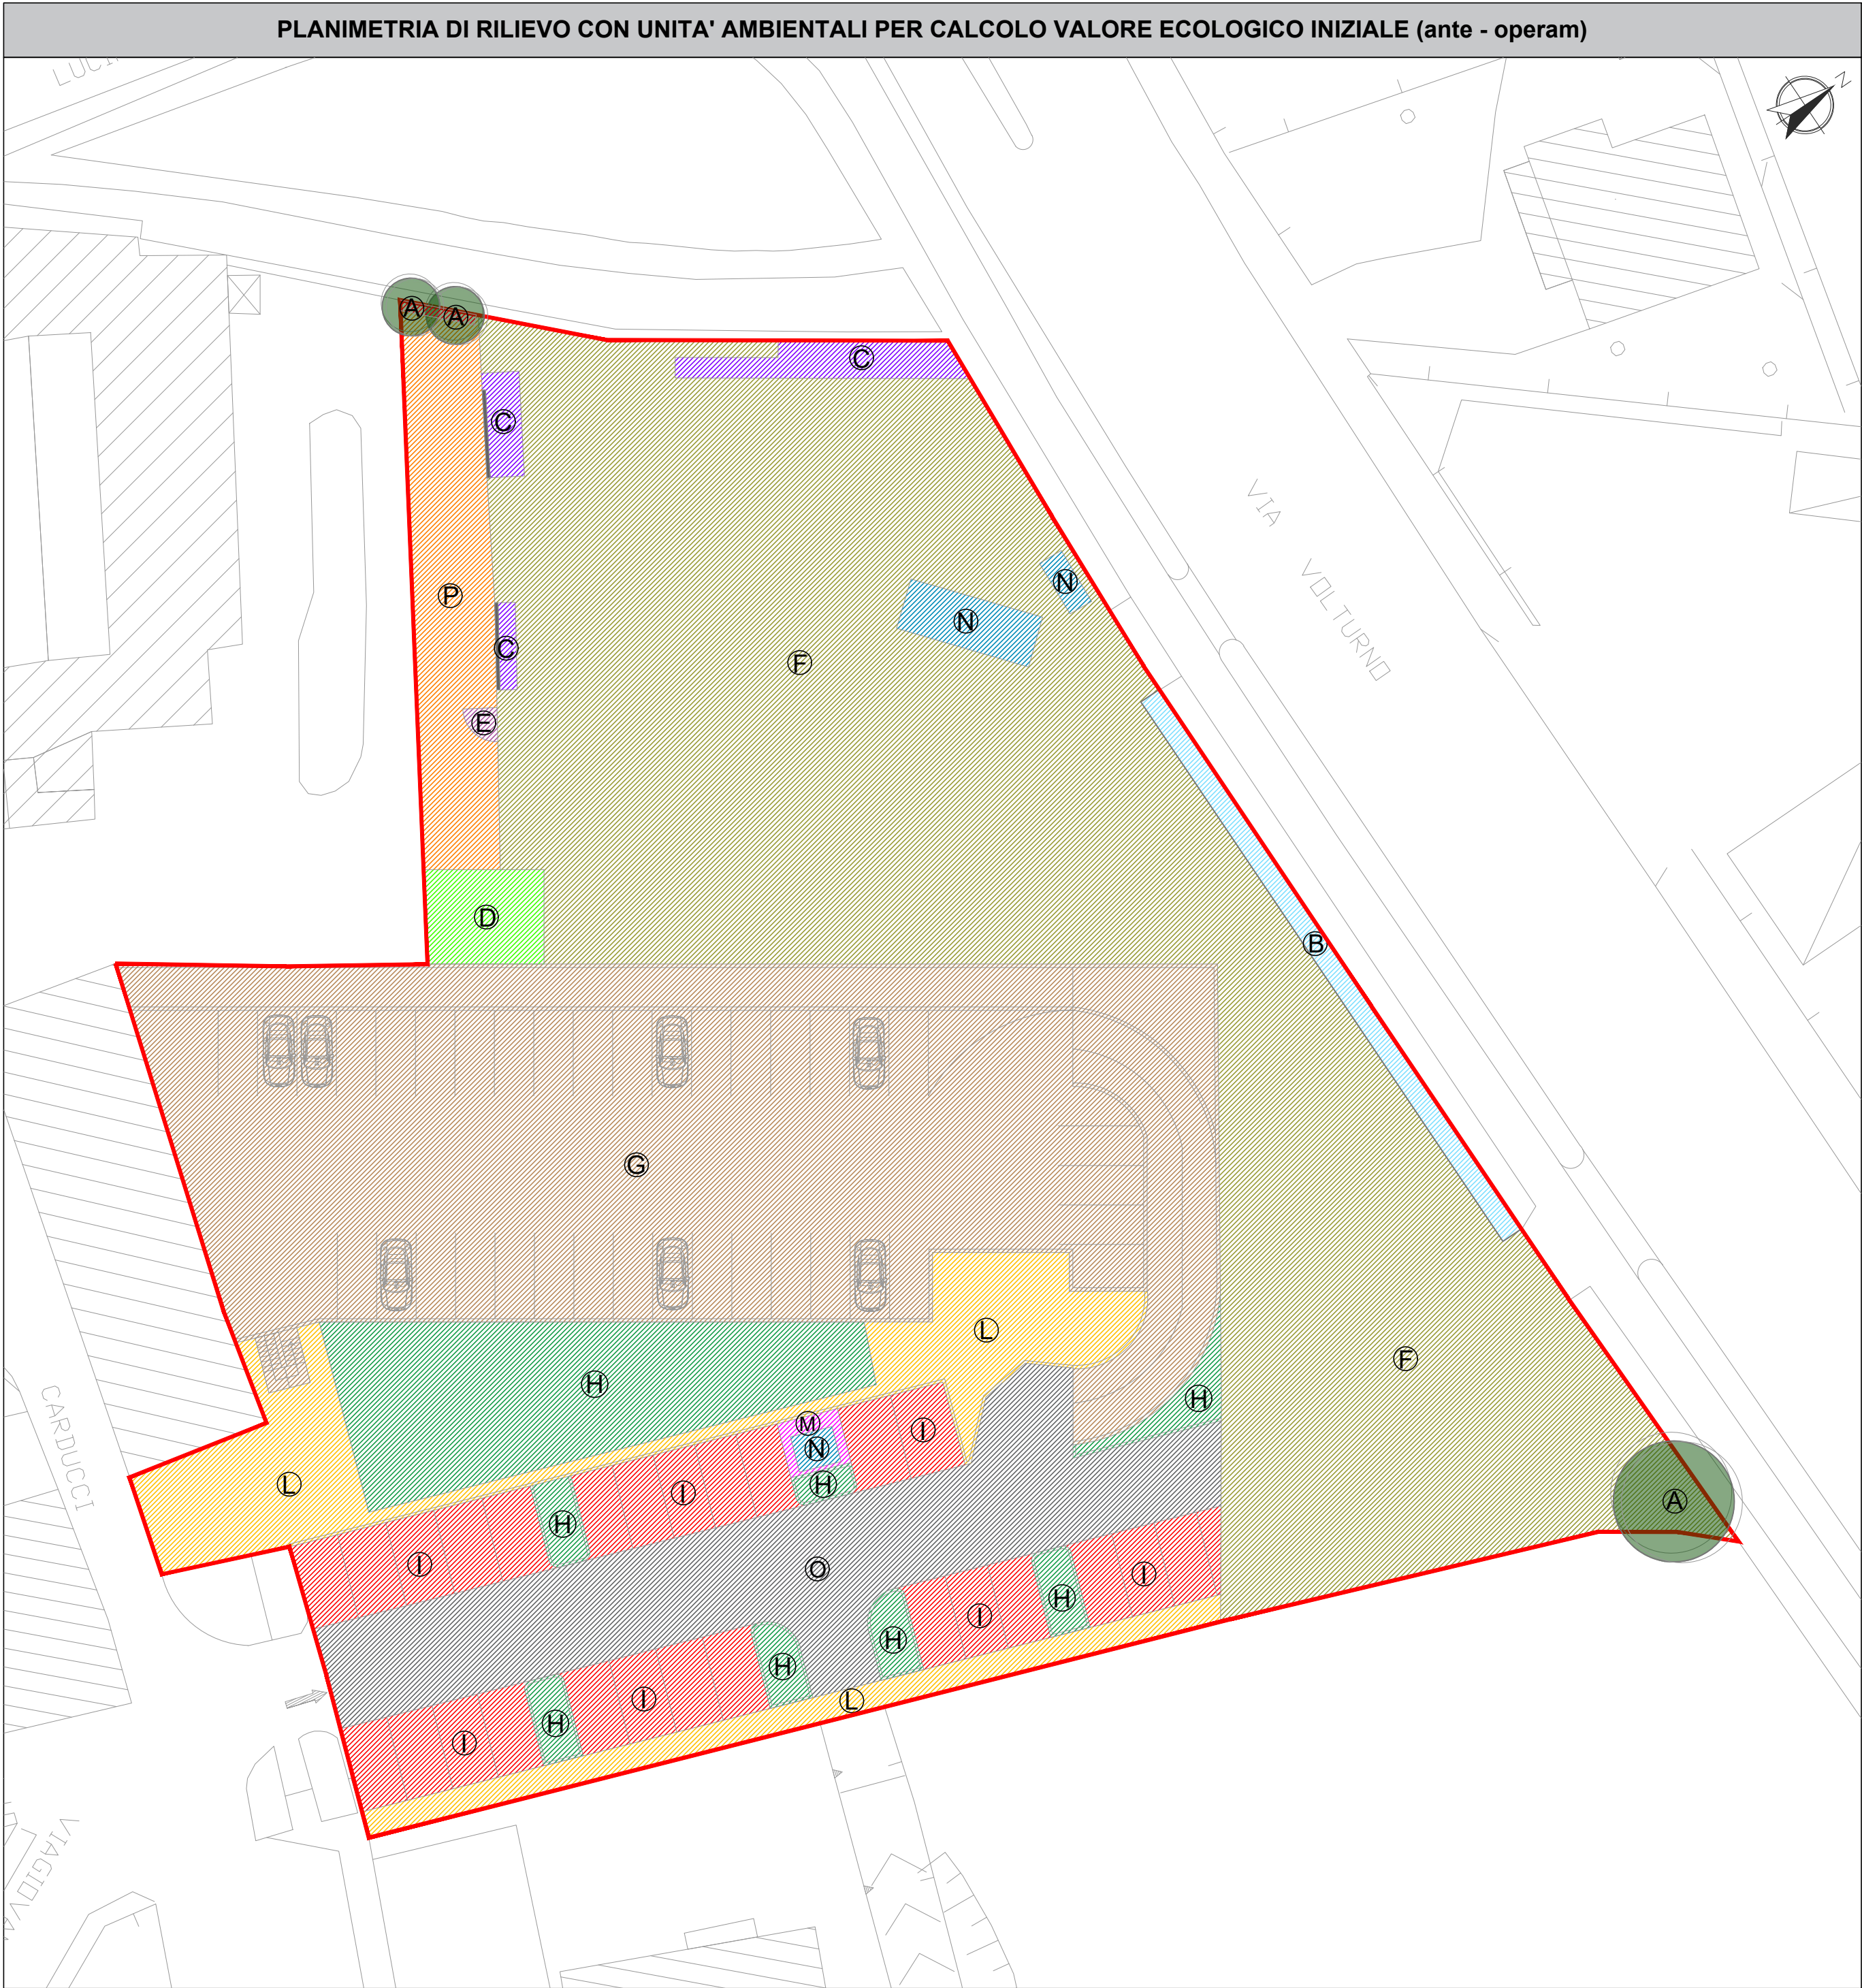 PLANIMETRIA DI RILIEVO CON UNITA' AMBIENTALI PER CALCOLO VALORE ECOLOGICO INIZIALE (ante - operam)
N
A
A
C
C
VIA VOLTURNO
N
N
P
C
F
E
D
B
G
L
F
H
H
CARDUCCI
M
I
N
L
I
H
A
H
I
O
I
H
I
H
H
I
L
H
I